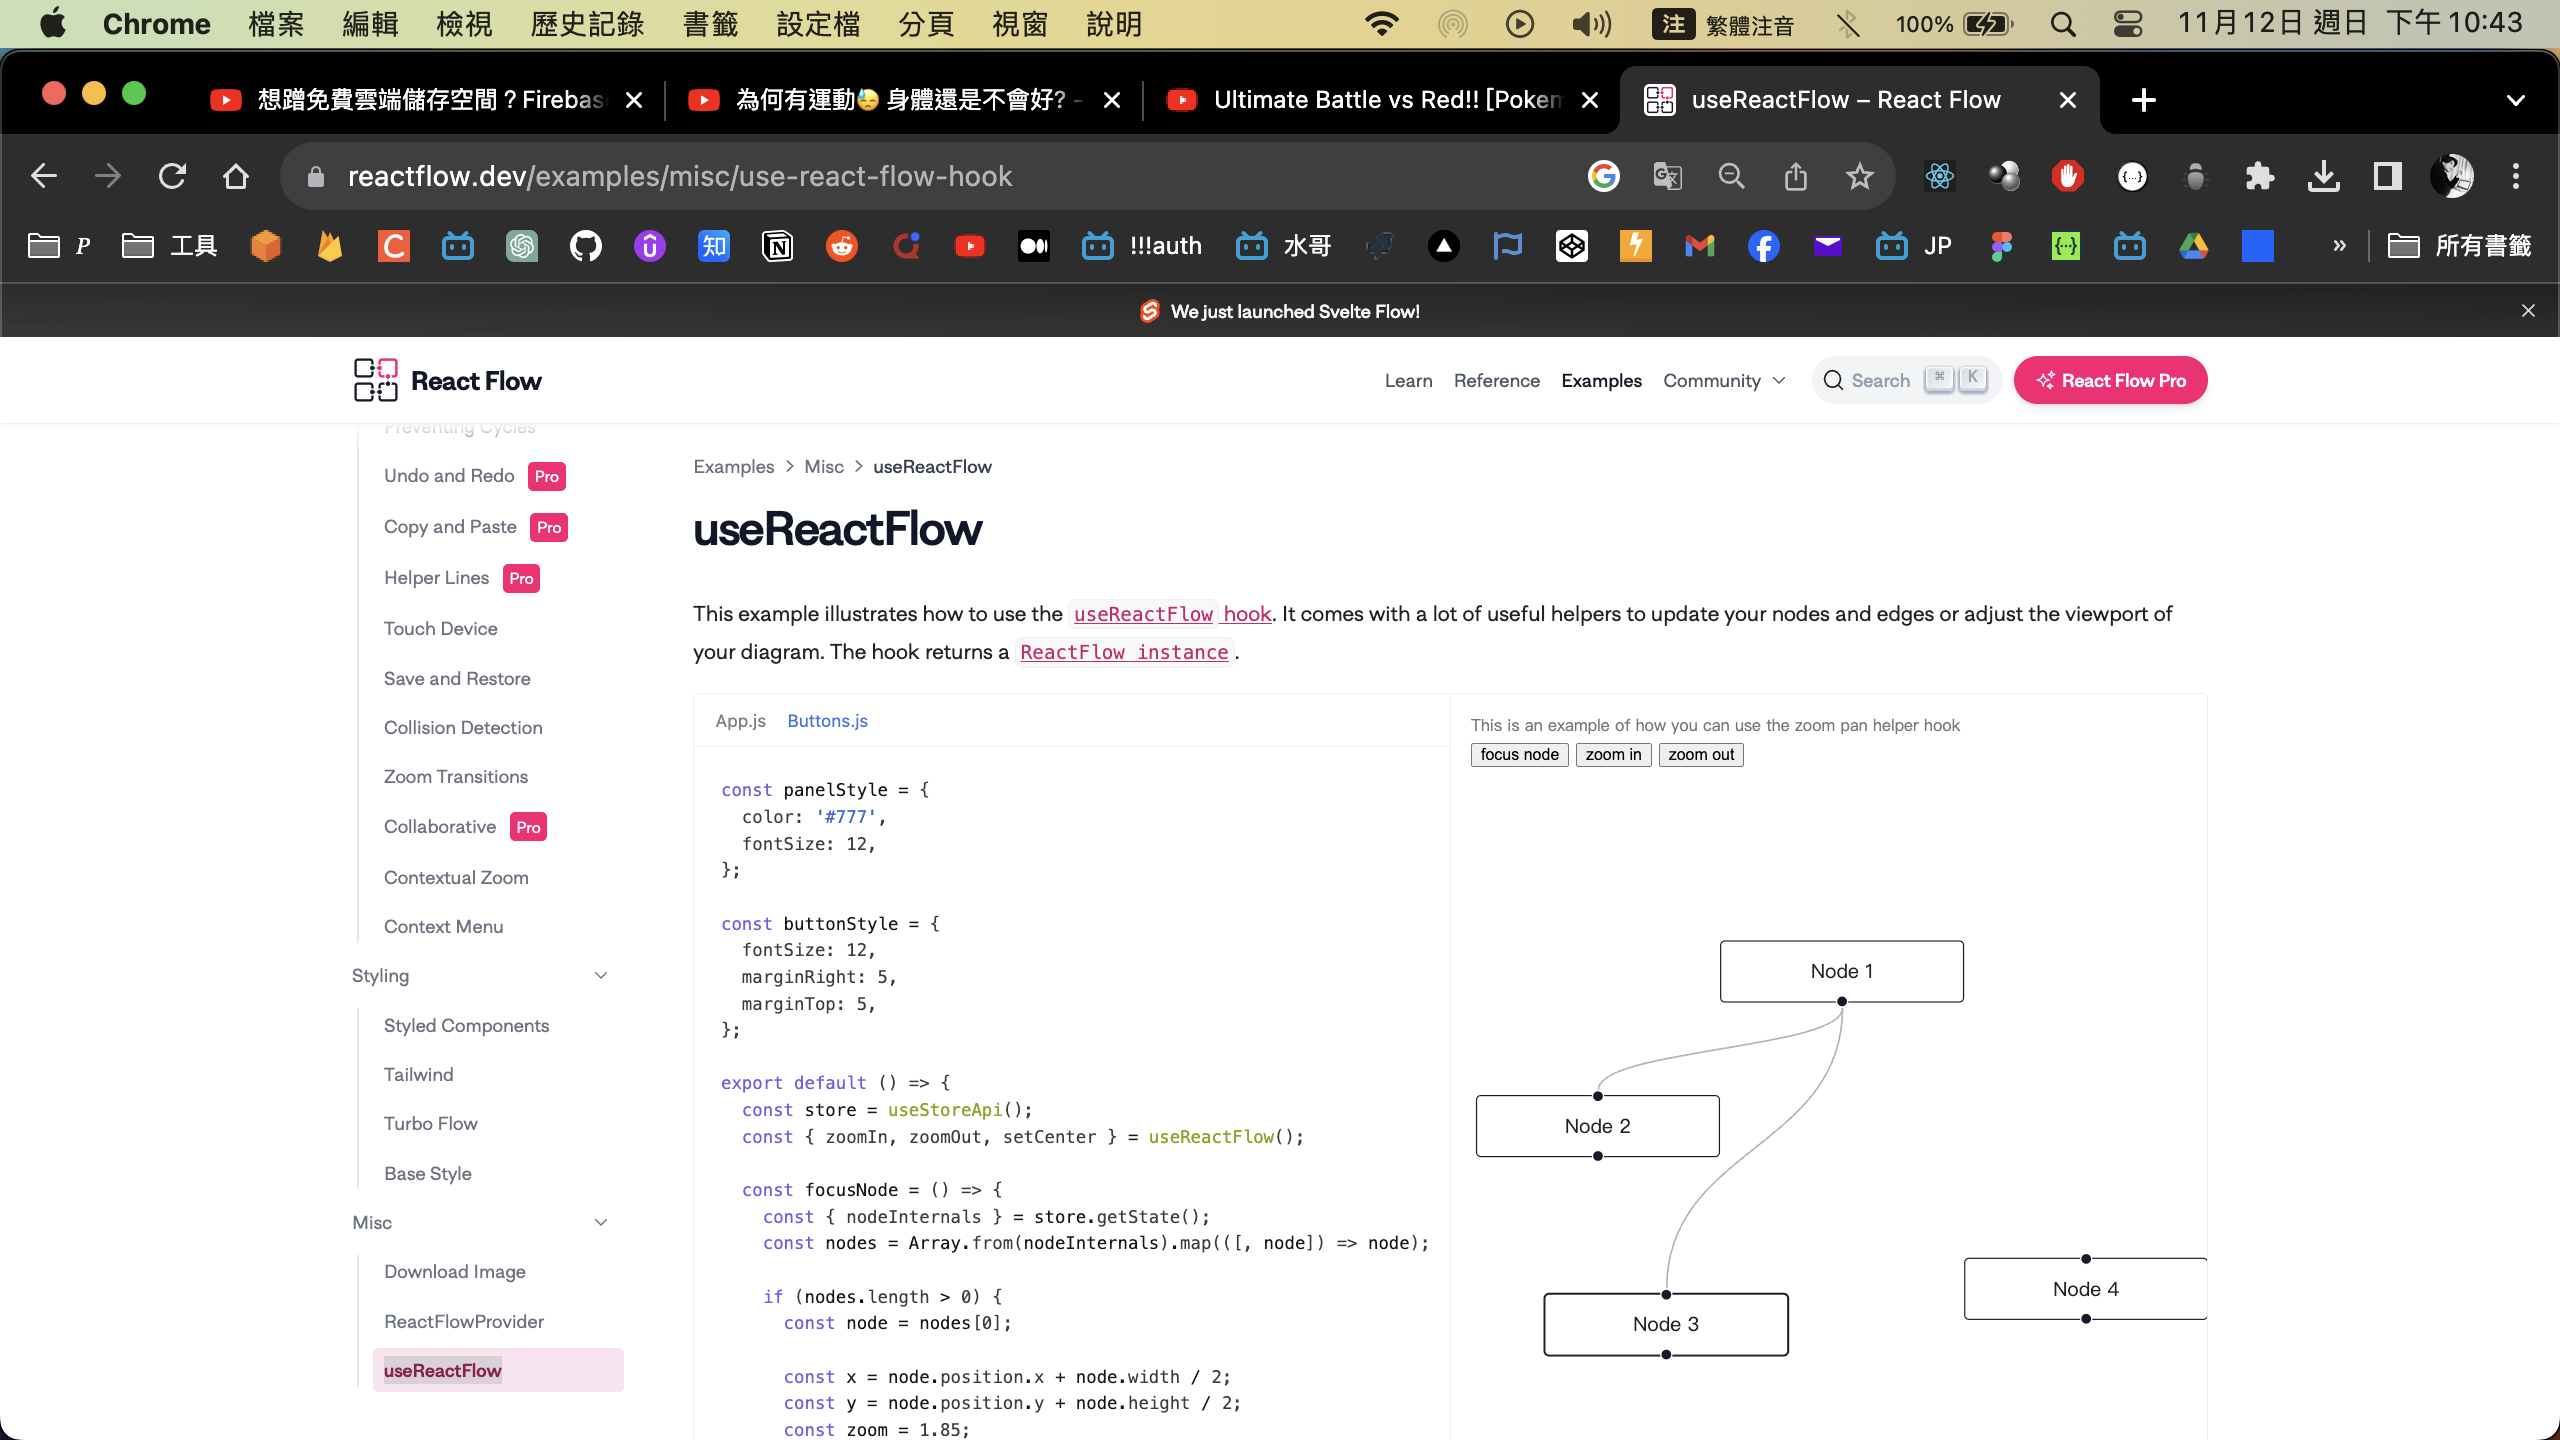 Chrome 檔案 編輯 檢視 歷史記錄 書籤 設定檔 分頁 視窗 說明 注 繁體注音 100% 11月12日 週日 下午 10:43
想蹭免費雲端儲存空間？Firebas 為何有運動😓 身體還是不會好? - Ultimate Battle vs Red!! [Pokem useReactFlow – React Flow
reactflow.dev/examples/misc/use-react-flow-hook
P 工具 !!!auth 水哥 JP » 所有書籤
We just launched Svelte Flow!
React Flow
Learn Reference Examples Community Search ⌘ K React Flow Pro
Preventing Cycles
Undo and Redo Pro
Copy and Paste Pro
Helper Lines Pro
Touch Device
Save and Restore
Collision Detection
Zoom Transitions
Collaborative Pro
Contextual Zoom
Context Menu
Styling
Styled Components
Tailwind
Turbo Flow
Base Style
Misc
Download Image
ReactFlowProvider
useReactFlow
Examples > Misc > useReactFlow
useReactFlow
This example illustrates how to use the useReactFlow hook. It comes with a lot of useful helpers to update your nodes and edges or adjust the viewport of
your diagram. The hook returns a ReactFlow instance.
App.js Buttons.js
const panelStyle = {
  color: '#777',
  fontSize: 12,
};
const buttonStyle = {
  fontSize: 12,
  marginRight: 5,
  marginTop: 5,
};
export default () => {
  const store = useStoreApi();
  const { zoomIn, zoomOut, setCenter } = useReactFlow();
  const focusNode = () => {
    const { nodeInternals } = store.getState();
    const nodes = Array.from(nodeInternals).map(([, node]) => node);
    if (nodes.length > 0) {
      const node = nodes[0];
      const x = node.position.x + node.width / 2;
      const y = node.position.y + node.height / 2;
      const zoom = 1.85;
This is an example of how you can use the zoom pan helper hook
focus node zoom in zoom out
Node 1
Node 2
Node 4
Node 3